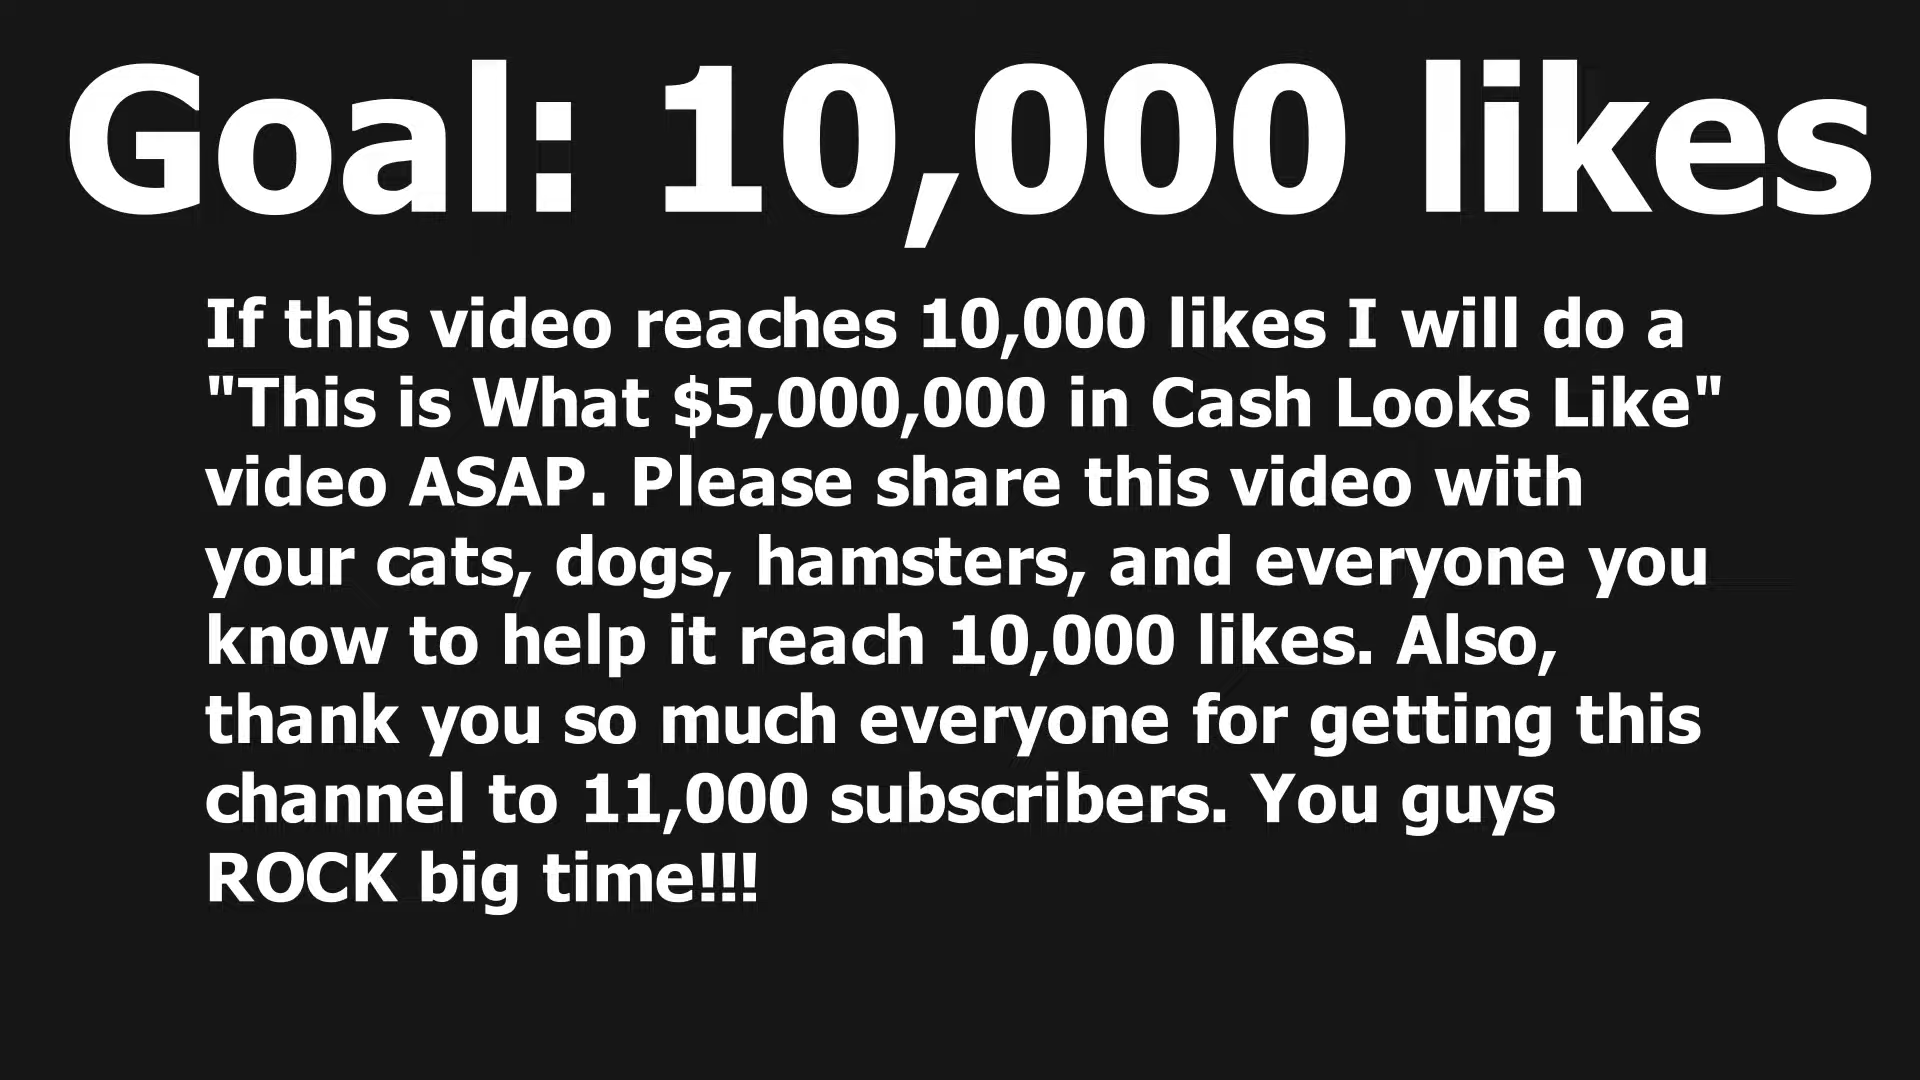 Goal: 10,000 likes
If this video reaches 10,000 likes I will do a
"This is What $5,000,000 in Cash Looks Like"
video ASAP. Please share this video with
your cats, dogs, hamsters, and everyone you
know to help it reach 10,000 likes. Also,
thank you so much everyone for getting this
channel to 11,000 subscribers. You guys
ROCK big time!!!